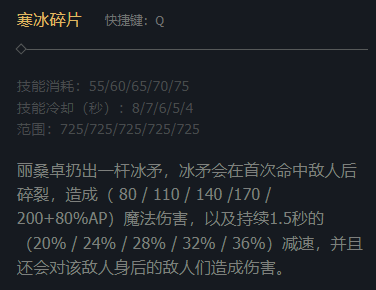 寒冰碎片 快捷键：Q
技能消耗：55/60/65/70/75
技能冷却（秒）：8/7/6/5/4
范围：725/725/725/725/725
丽桑卓扔出一杆冰矛，冰矛会在首次命中敌人后
碎裂，造成（ 80 / 110 / 140 /170 /
200+80%AP）魔法伤害，以及持续1.5秒的
（20% / 24% / 28% / 32% / 36%）减速，并且
还会对该敌人身后的敌人们造成伤害。